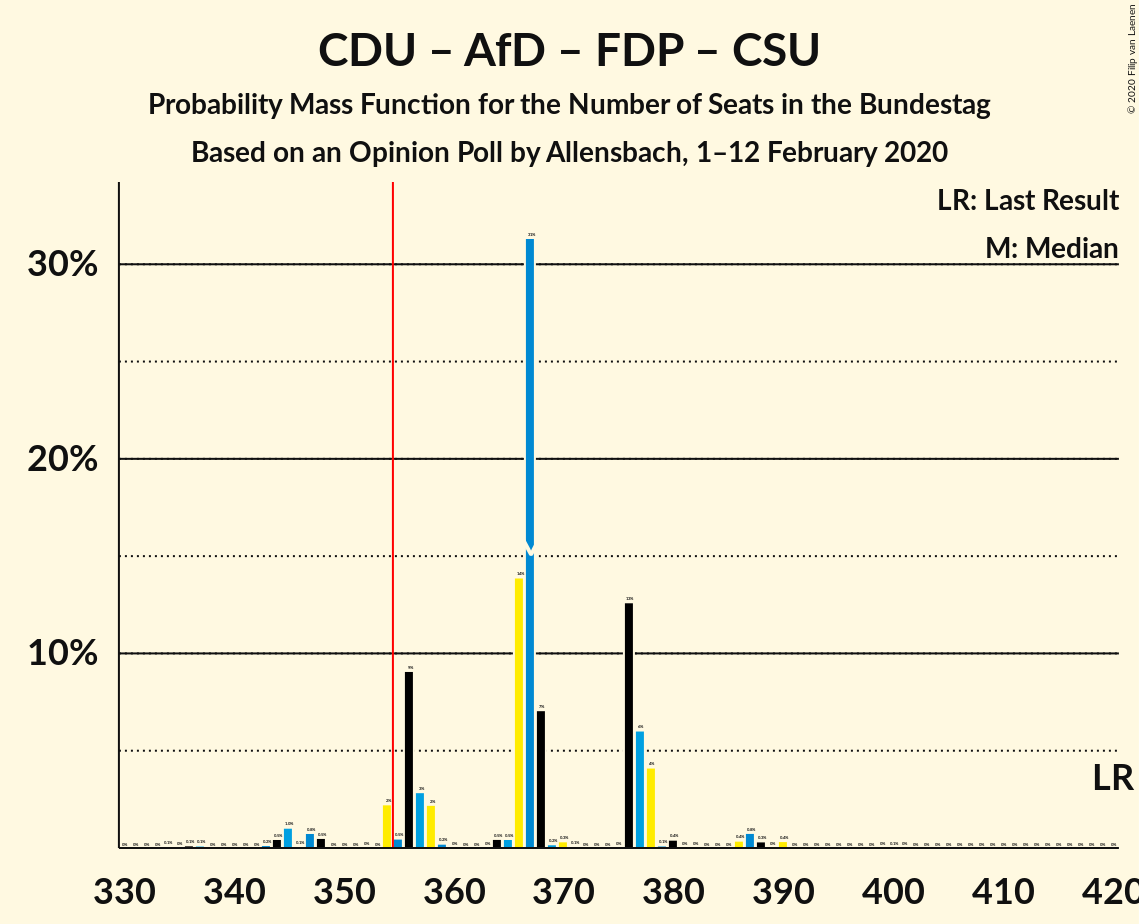 CDU – AfD – FDP – CSU
Probability Mass Function for the Number of Seats in the Bundestag
Based on an Opinion Poll by Allensbach, 1–12 February 2020
© 2020 Filip van Laenen
LR: Last Result
M: Median
30%
20%
10%
LR
330 340 350 360 370 380 390 400 410 420